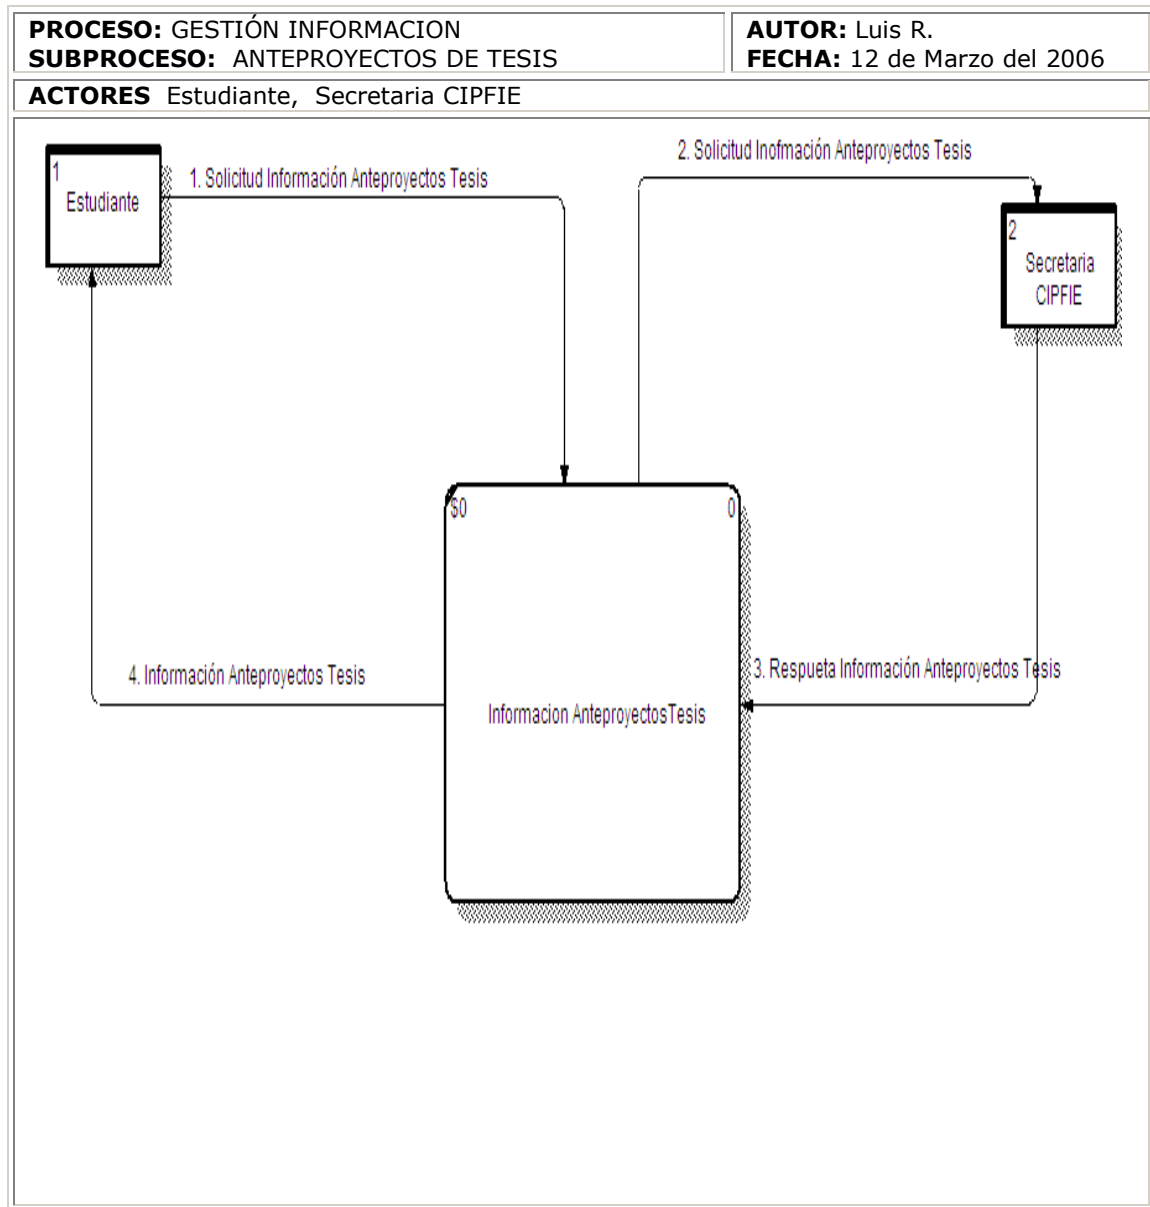 PROCESO: GESTIÓN INFORMACION
SUBPROCESO: ANTEPROYECTOS DE TESIS
AUTOR: Luis R.
FECHA: 12 de Marzo del 2006
ACTORES Estudiante, Secretaria CIPFIE
1
Estudiante
1. Solicitud Información Anteproyectos Tesis
2. Solicitud Inofmación Anteproyectos Tesis
2
Secretaria
CIPFIE
$0
0
4. Información Anteproyectos Tesis
3. Respueta Información Anteproyectos Tesis
Informacion AnteproyectosTesis